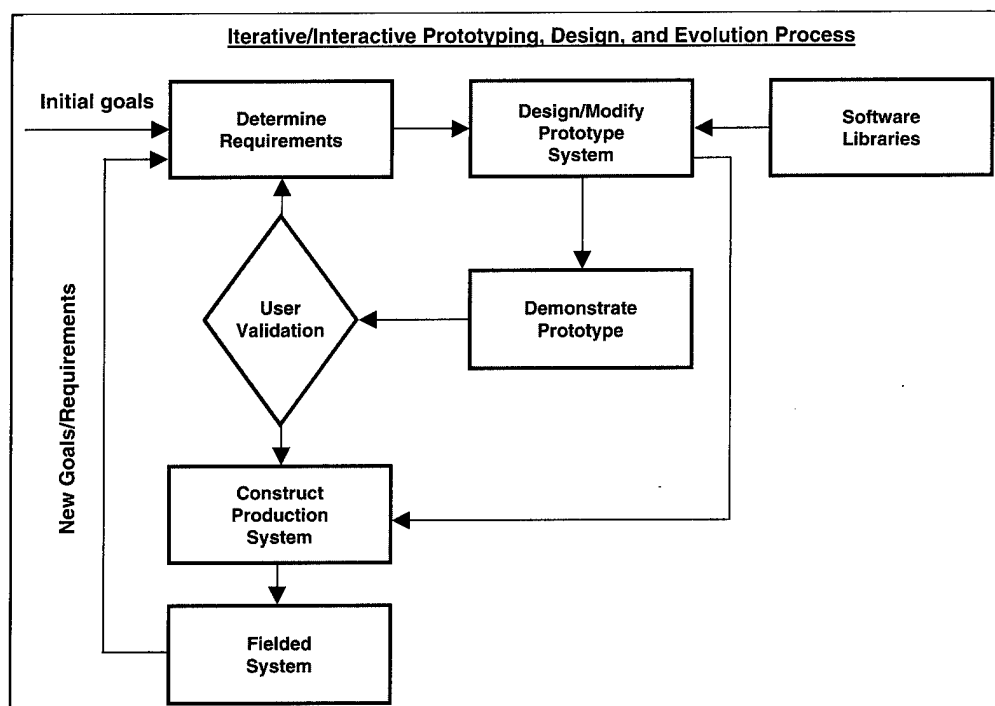 Iterative/Interactive Prototyping, Design, and Evolution Process
Initial goals
Determine
Requirements
Design/Modify
Prototype
System
Software
Libraries
User
Validation
Demonstrate
Prototype
New Goals/Requirements
Construct
Production
System
Fielded
System